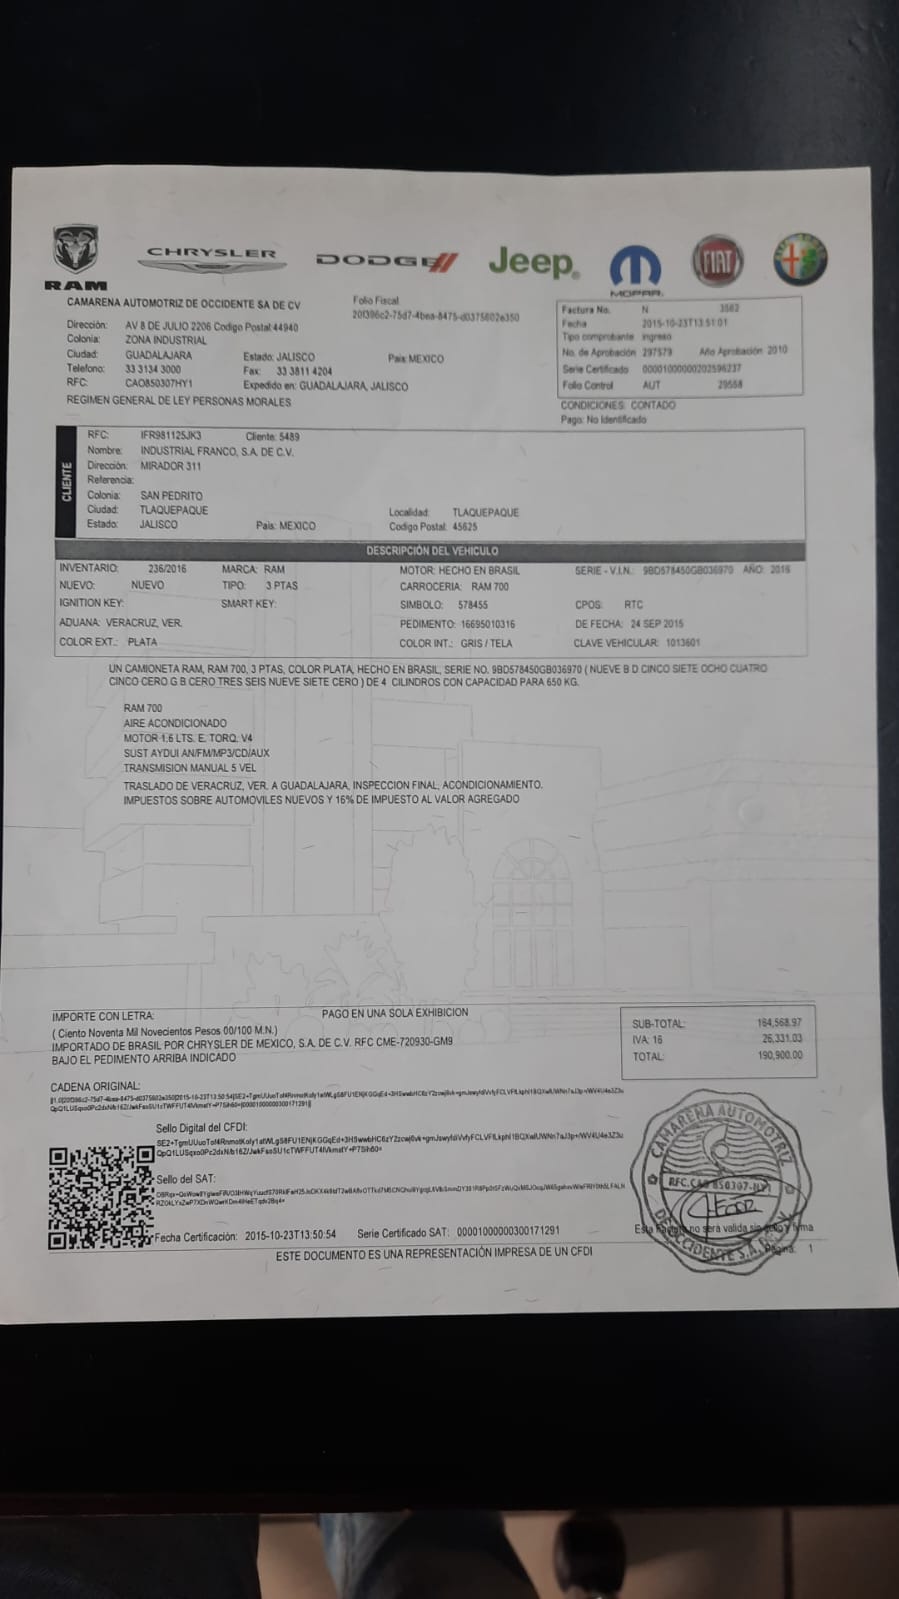 RAM
CHRYSLER
DODGE
Jeep
MOPAR
FIAT
CAMARENA AUTOMOTRIZ DE OCCIDENTE SA DE CV
Dirección: AV 8 DE JULIO 2206 Codigo Postal 44940
Colonia: ZONA INDUSTRIAL
Ciudad: GUADALAJARA Estado: JALISCO Pais: MEXICO
Telefono: 33 3134 3000 Fax: 33 3811 4204
RFC: CAO850307HY1 Expedido en: GUADALAJARA, JALISCO
REGIMEN GENERAL DE LEY PERSONAS MORALES
Folio Fiscal
20f396c2-75d7-4bea-8475-d0375602e350
Factura No. N 3562
Fecha 2015-10-23T13:51:01
Tipo comprobante ingreso
No. de Aprobación 297579 Año Aprobación 2010
Serie Certificado 00001000000202596237
Folio Control AUT 29558
CONDICIONES: CONTADO
Pago: No Identificado
CLIENTE
RFC: IFR981125JK3 Cliente: 5489
Nombre: INDUSTRIAL FRANCO, S.A. DE C.V.
Dirección: MIRADOR 311
Referencia:
Colonia: SAN PEDRITO
Ciudad: TLAQUEPAQUE Localidad: TLAQUEPAQUE
Estado: JALISCO Pais: MEXICO Codigo Postal: 45625
DESCRIPCIÓN DEL VEHICULO
INVENTARIO: 236/2016 MARCA: RAM MOTOR: HECHO EN BRASIL SERIE - V.I.N.: 9BD578450GB036970 AÑO: 2016
NUEVO: NUEVO TIPO: 3 PTAS CARROCERIA: RAM 700
IGNITION KEY: SMART KEY: SIMBOLO: 578455 CPOS: RTC
ADUANA: VERACRUZ, VER. PEDIMENTO: 16695010316 DE FECHA: 24 SEP 2015
COLOR EXT.: PLATA COLOR INT.: GRIS / TELA CLAVE VEHICULAR: 1013601
UN CAMIONETA RAM, RAM 700, 3 PTAS, COLOR PLATA, HECHO EN BRASIL, SERIE NO. 9BD578450GB036970 ( NUEVE B D CINCO SIETE OCHO CUATRO
CINCO CERO G B CERO TRES SEIS NUEVE SIETE CERO ) DE 4 CILINDROS CON CAPACIDAD PARA 650 KG.
RAM 700
AIRE ACONDICIONADO
MOTOR 1.6 LTS. E. TORQ. V4
SUST AYDUI AN/FM/MP3/CD/AUX
TRANSMISION MANUAL 5 VEL
TRASLADO DE VERACRUZ, VER. A GUADALAJARA, INSPECCION FINAL, ACONDICIONAMIENTO.
IMPUESTOS SOBRE AUTOMOVILES NUEVOS Y 16% DE IMPUESTO AL VALOR AGREGADO
IMPORTE CON LETRA: PAGO EN UNA SOLA EXHIBICION
( Ciento Noventa Mil Novecientos Pesos 00/100 M.N.)
IMPORTADO DE BRASIL POR CHRYSLER DE MEXICO, S.A. DE C.V. RFC CME-720930-GM9
BAJO EL PEDIMENTO ARRIBA INDICADO
SUB-TOTAL: 164,568.97
IVA: 16 26,331.03
TOTAL: 190,900.00
CADENA ORIGINAL:
Sello Digital del CFDI:
Sello del SAT:
Fecha Certificación: 2015-10-23T13:50:54 Serie Certificado SAT: 00001000000300171291
ESTE DOCUMENTO ES UNA REPRESENTACIÓN IMPRESA DE UN CFDI
CAMARENA AUTOMOTRIZ
RFC.CAO 850307-HY1
DE OCCIDENTE S.A. DE C.V.
Esta Factura no sera valida sin sello y firma
Página: 1